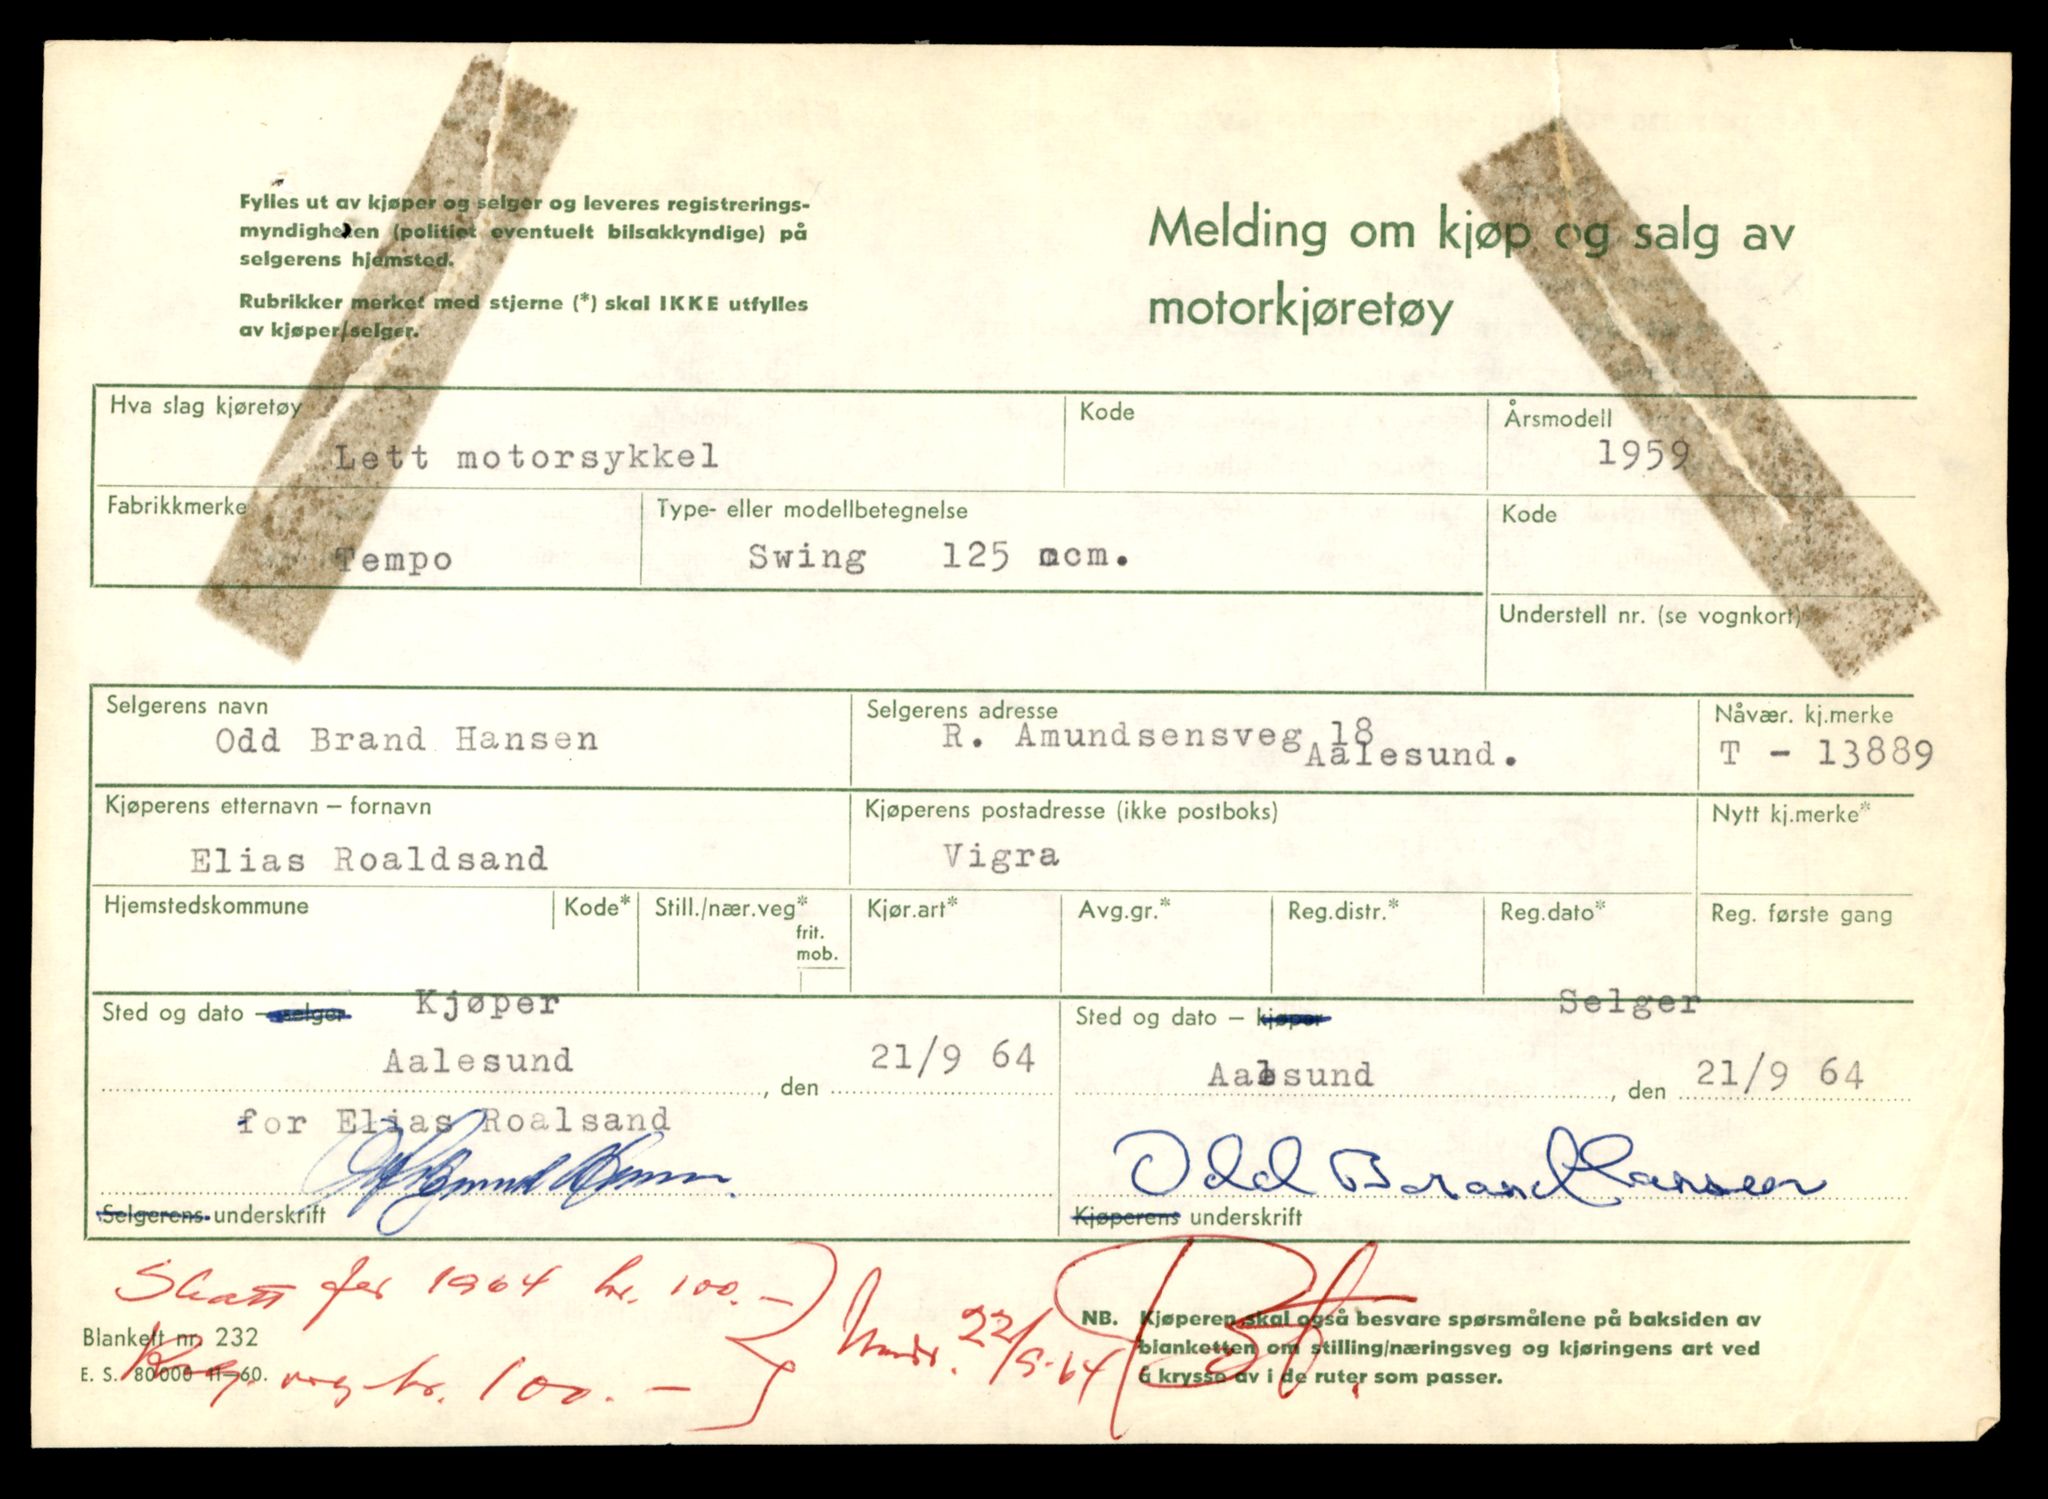 Fylles ut av kjøper og selger og leveres registrerings-
myndigheten (politiet eventuelt bilsakkyndige) på
selgerens hjemsted.
Rubrikker merket med stjerne (*) skal IKKE utfylles
av kjøper/selger.
Melding om kjøp og salg av
motorkjøretøy
Hva slag kjøretøy
Lett motorsykkel
Kode
Årsmodell
1959
Fabrikkmerke
Tempo
Type- eller modellbetegnelse
Swing 125 ccm.
Kode
Understell nr. (se vognkort)
Selgerens navn
Odd Brand Hansen
Selgerens adresse
R. Amundsensveg 18
Aalesund.
Nåvær. kj.merke
T - 13889
Kjøperens etternavn – fornavn
Elias Roaldsand
Kjøperens postadresse (ikke postboks)
Vigra
Nytt kj.merke*
Hjemstedskommune
Kode*
Still./nær.veg*
frit.
mob.
Kjør.art*
Avg.gr.*
Reg.distr.*
Reg.dato*
Reg. første gang
Sted og dato – selger Kjøper
Aalesund, den 21/9 64
for Elias Roalsand
Selgerens underskrift
Sted og dato – kjøper Selger
Aalesund, den 21/9 64
Odd Brand Hansen
Kjøperens underskrift
Skatt for 1964 kr. 100.-
kr. 100.-
22/9-64
Blankett nr. 232
E. S. 80000 11–60.
NB. Kjøperen skal også besvare spørsmålene på baksiden av
blanketten om stilling/næringsveg og kjøringens art ved
å krysse av i de ruter som passer.